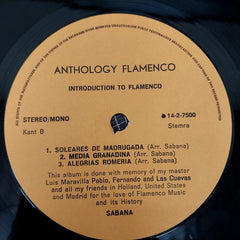 ANTHOLOGY FLAMENCO
INTRODUCTION TO FLAMENCO
STEREO/MONO
14-2-7500
Kant B
Stemra
1. SOLEARES DE MADRUGADA (Arr. Sabana)
2. MEDIA GRANADINA (Arr. Sabana)
3. ALEGRIAS ROMERIA (Arr. Sabana)
This album is done with memory of my master
Luis Maravilla Pablo, Fernando and Las Cuevas
and all my friends in Holland, United States
and Madrid for the love of Flamenco Music
and its History
SABANA